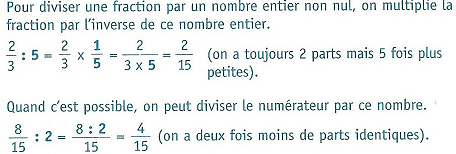 Pour diviser une fraction par un nombre entier non nul, on multiplie la
fraction par l'inverse de ce nombre entier.
2/3 : 5 = 2/3 x 1/5 = 2/(3 x 5) = 2/15 (on a toujours 2 parts mais 5 fois plus
petites).
Quand c'est possible, on peut diviser le numérateur par ce nombre.
8/15 : 2 = (8 : 2)/15 = 4/15 (on a deux fois moins de parts identiques).